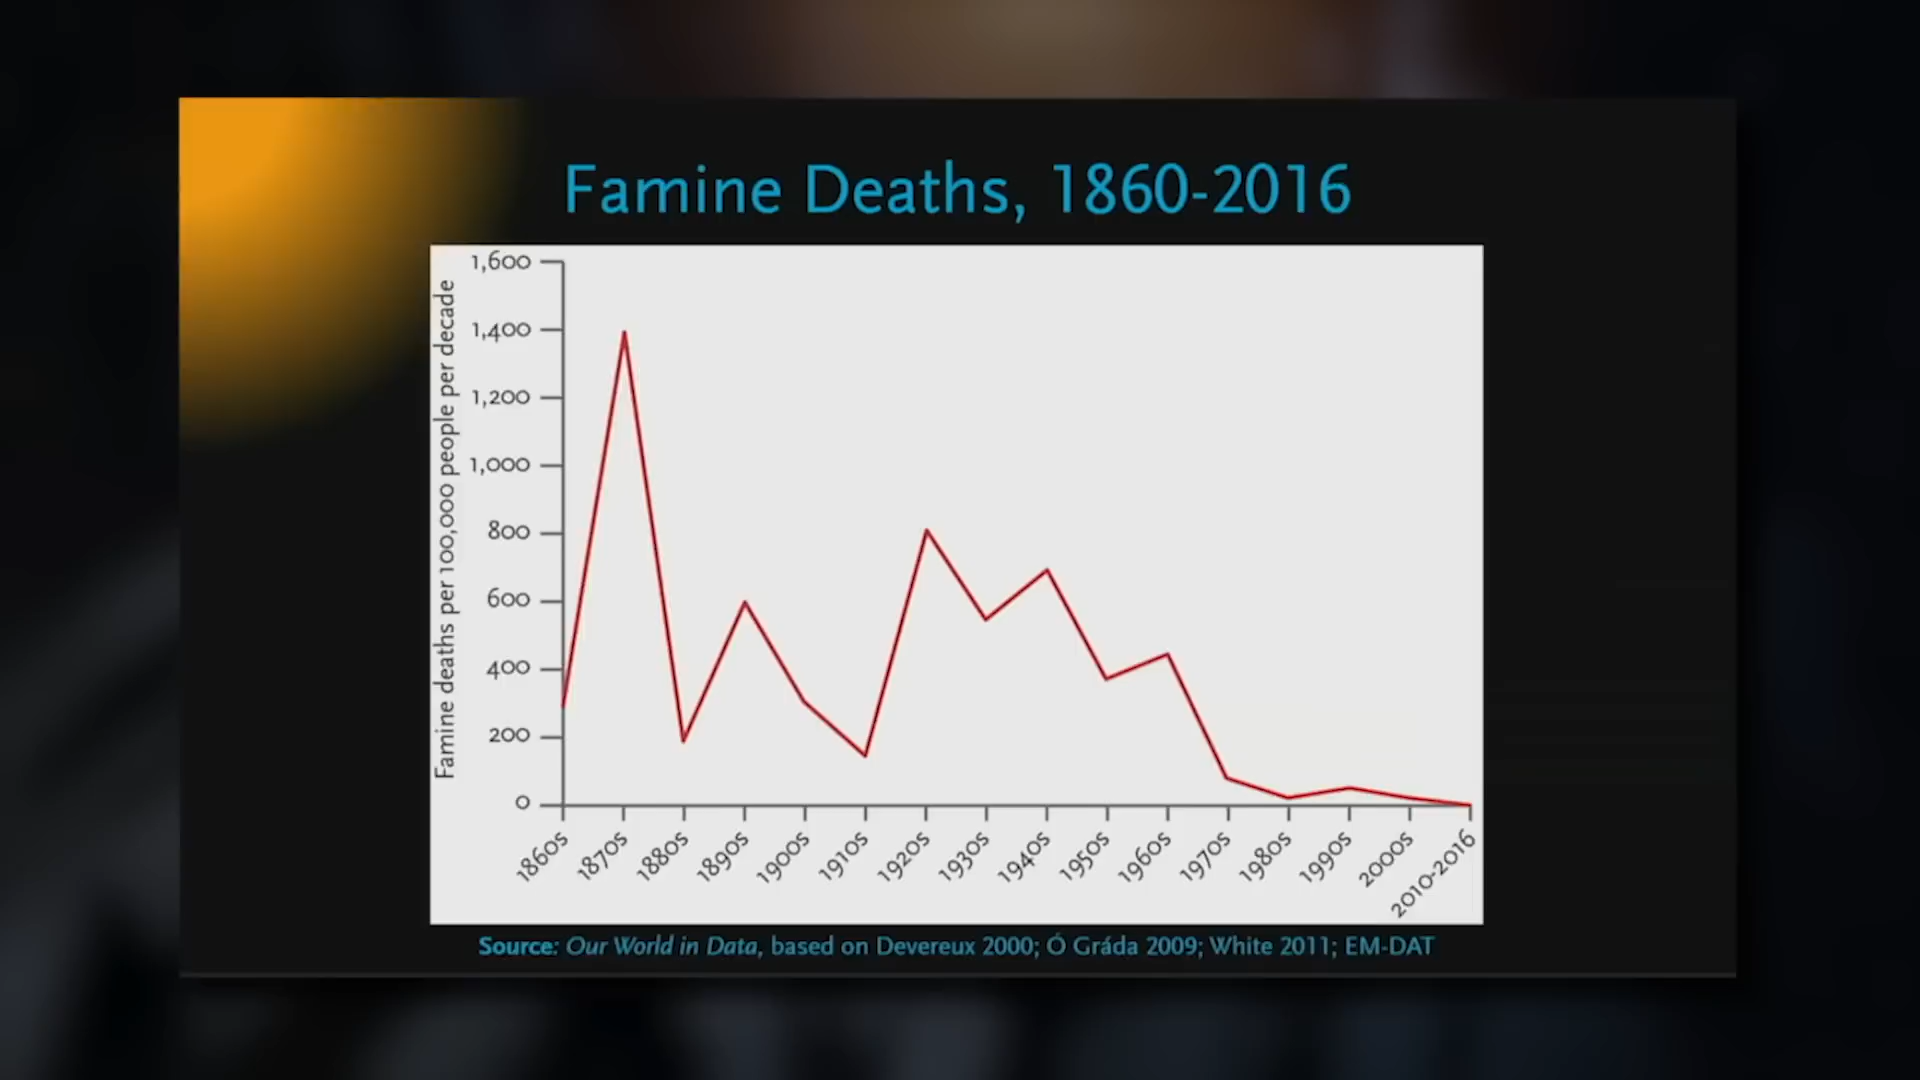 Famine Deaths, 1860-2016
Famine deaths per 100,000 people per decade
1,600
1,400
1,200
1,000
800
600
400
200
0
1860s
1870s
1880s
1890s
1900s
1910s
1920s
1930s
1940s
1950s
1960s
1970s
1980s
1990s
2000s
2010-2016
Source: Our World in Data, based on Devereux 2000; Ó Gráda 2009; White 2011; EM-DAT